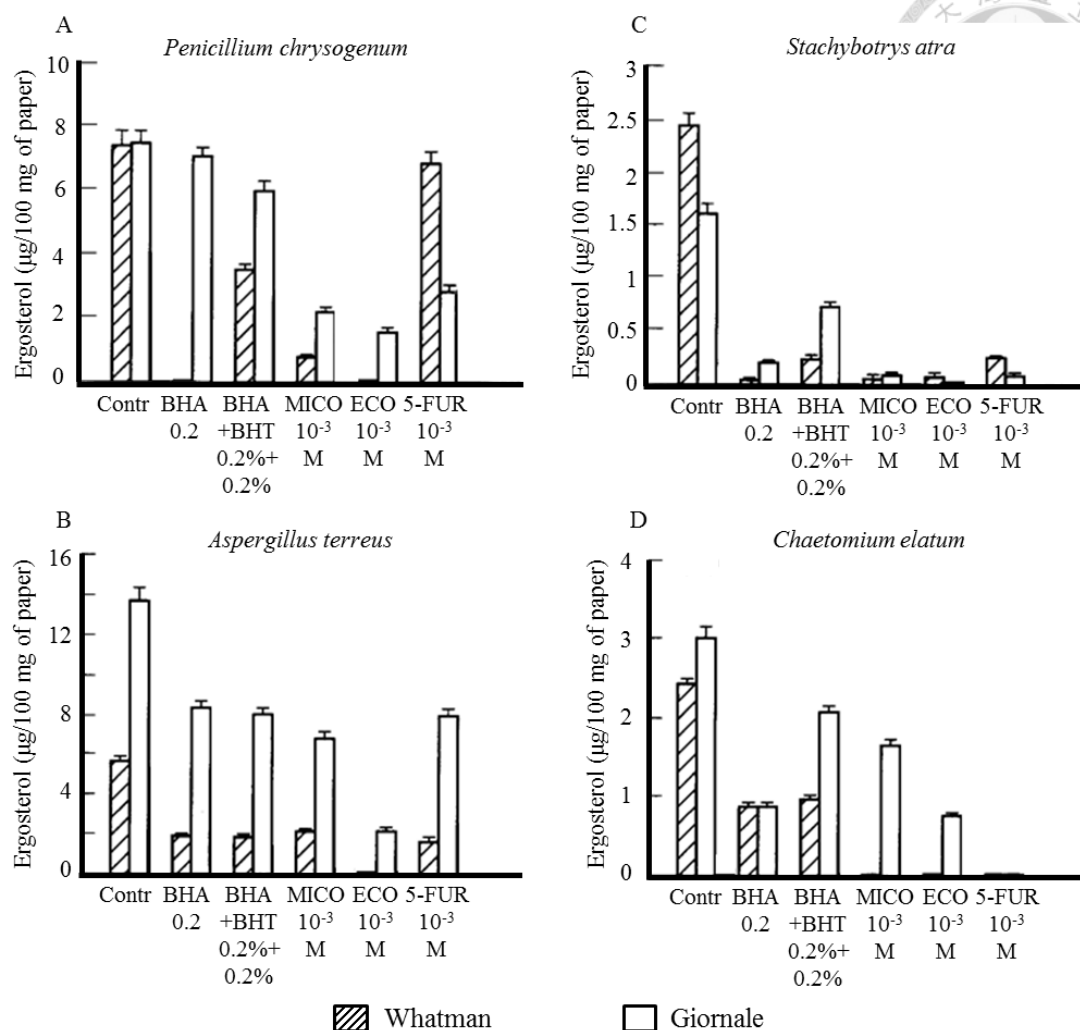 A
Penicillium chrysogenum
Ergosterol (μg/100 mg of paper)
10
8
6
4
2
0
Contr BHA BHA MICO ECO 5-FUR
0.2 +BHT 10-3 10-3 10-3
0.2%+ M M M
0.2%
C
Stachybotrys atra
Ergosterol (μg/100 mg of paper)
3
2.5
2
1.5
1
0.5
0
Contr BHA BHA MICO ECO 5-FUR
0.2 +BHT 10-3 10-3 10-3
0.2%+ M M M
0.2%
B
Aspergillus terreus
Ergosterol (μg/100 mg of paper)
16
12
8
4
0
Contr BHA BHA MICO ECO 5-FUR
0.2 +BHT 10-3 10-3 10-3
0.2%+ M M M
0.2%
D
Chaetomium elatum
Ergosterol (μg/100 mg of paper)
4
3
2
1
0
Contr BHA BHA MICO ECO 5-FUR
0.2 +BHT 10-3 10-3 10-3
0.2%+ M M M
0.2%
Whatman Giornale